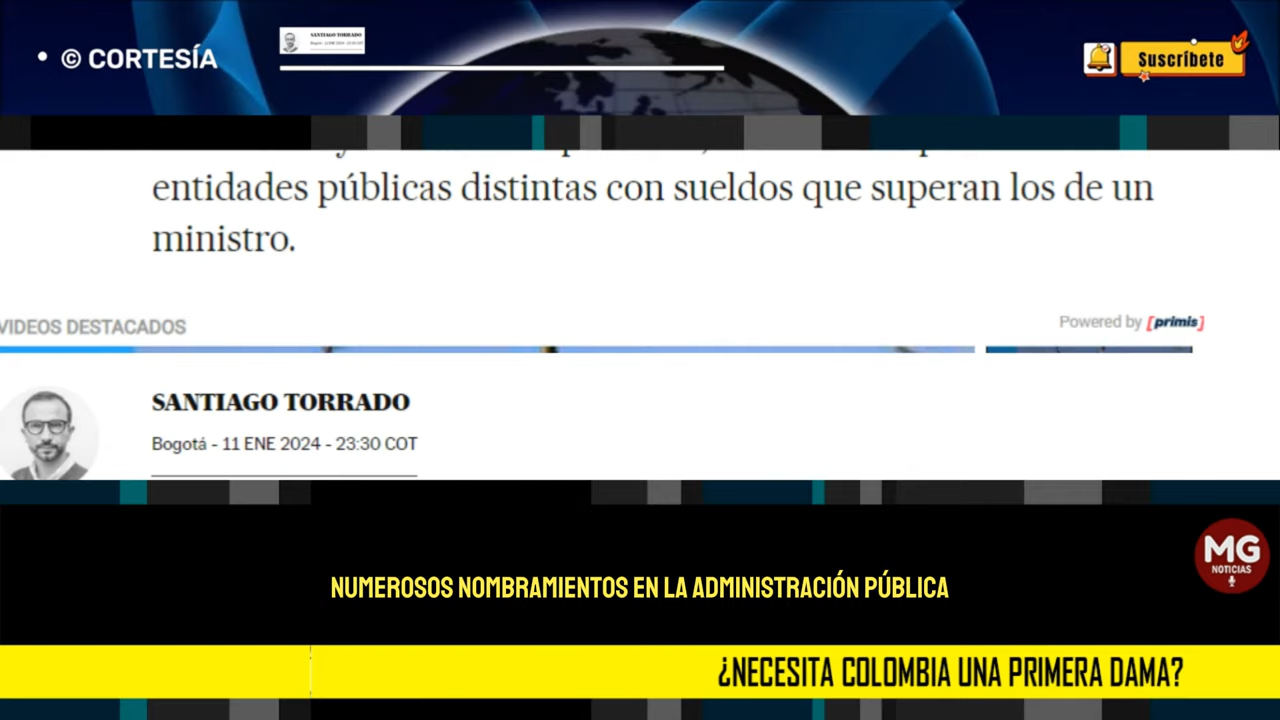 • © CORTESÍA
SANTIAGO TORRADO
Suscríbete
entidades públicas distintas con sueldos que superan los de un
ministro.
VIDEOS DESTACADOS
Powered by [primis]
SANTIAGO TORRADO
Bogotá - 11 ENE 2024 - 23:30 COT
MG
NOTICIAS
NUMEROSOS NOMBRAMIENTOS EN LA ADMINISTRACIÓN PÚBLICA
¿NECESITA COLOMBIA UNA PRIMERA DAMA?